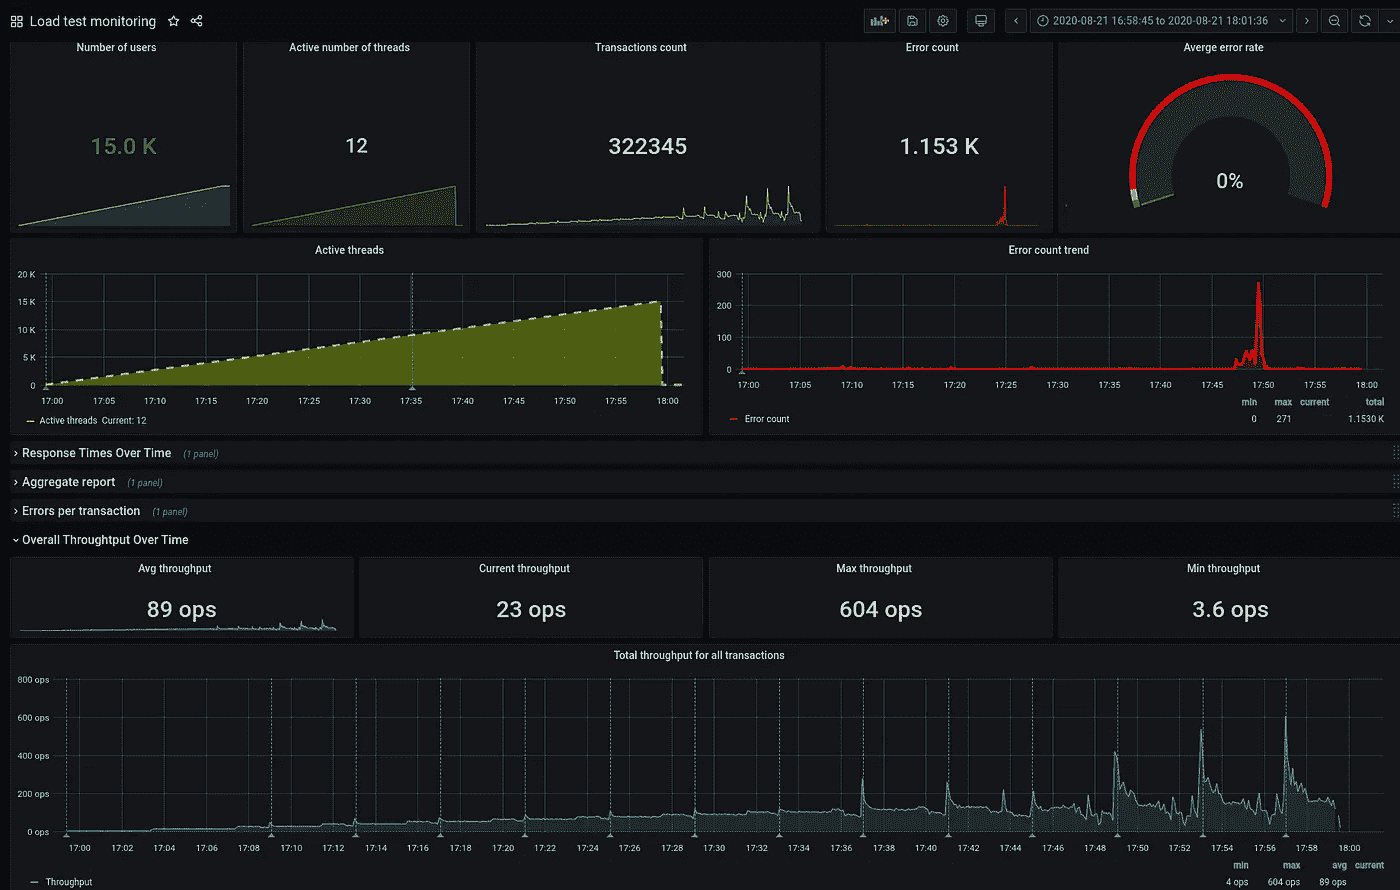 Load test monitoring
2020-08-21 16:58:45 to 2020-08-21 18:01:36
Number of users
Active number of threads
Transactions count
Error count
Averge error rate
15.0 K
12
322345
1.153 K
0%
Active threads
20 K
15 K
10 K
5 K
0
17:00 17:05 17:10 17:15 17:20 17:25 17:30 17:35 17:40 17:45 17:50 17:55 18:00
Active threads Current: 12
Error count trend
300
200
100
0
17:00 17:05 17:10 17:15 17:20 17:25 17:30 17:35 17:40 17:45 17:50 17:55 18:00
min max current total
Error count 0 271 1.1530 K
Response Times Over Time (1 panel)
Aggregate report (1 panel)
Errors per transaction (1 panel)
Overall Throughtput Over Time
Avg throughput
Current throughput
Max throughput
Min throughput
89 ops
23 ops
604 ops
3.6 ops
Total throughput for all transactions
800 ops
600 ops
400 ops
200 ops
0 ops
17:00 17:02 17:04 17:06 17:08 17:10 17:12 17:14 17:16 17:18 17:20 17:22 17:24 17:26 17:28 17:30 17:32 17:34 17:36 17:38 17:40 17:42 17:44 17:46 17:48 17:50 17:52 17:54 17:56 17:58 18:00
min max avg current
Throughput 4 ops 604 ops 89 ops